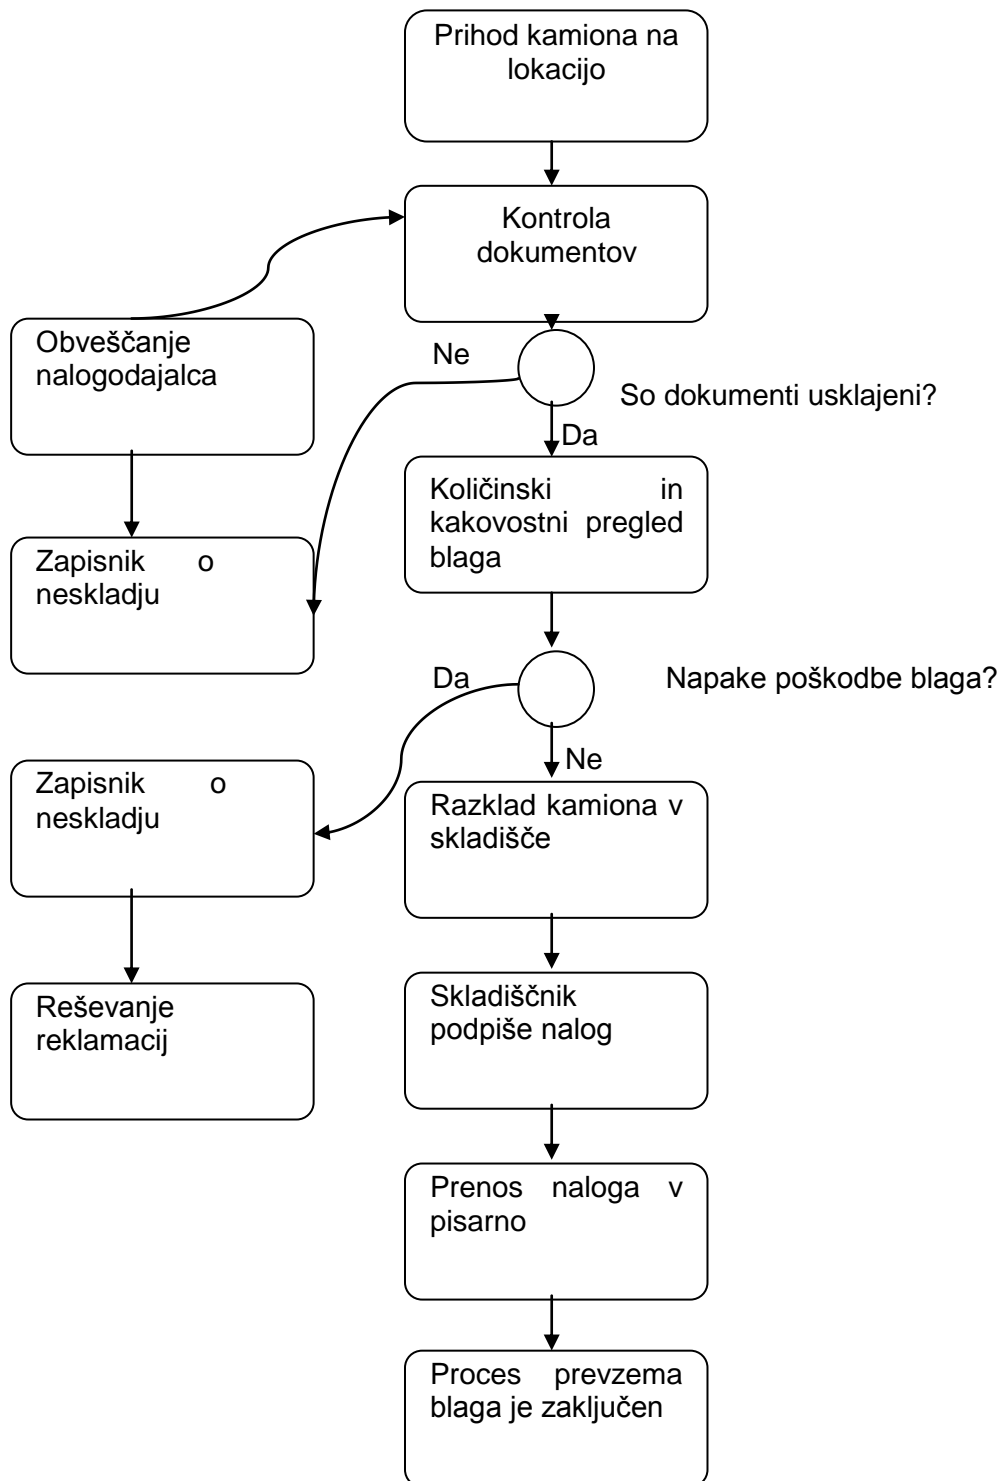 Prihod kamiona na
lokacijo
Kontrola
dokumentov
Obveščanje
nalogodajalca
Ne
So dokumenti usklajeni?
Da
Količinski in
kakovostni pregled
blaga
Zapisnik o
neskladju
Da
Napake poškodbe blaga?
Ne
Zapisnik o
neskladju
Razklad kamiona v
skladišče
Reševanje
reklamacij
Skladiščnik
podpiše nalog
Prenos naloga v
pisarno
Proces prevzema
blaga je zaključen